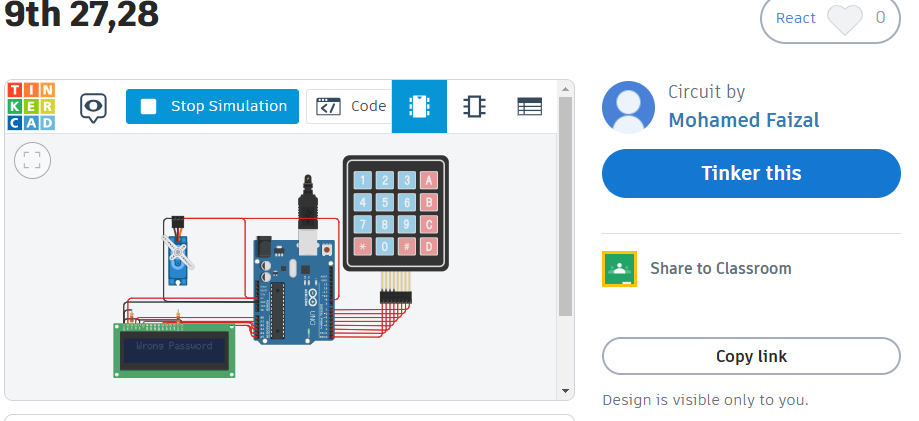 9th 27,28
React 0
TIN
KER
CAD
Stop Simulation
Code
Circuit by
Mohamed Faizal
Tinker this
Share to Classroom
Copy link
Design is visible only to you.
1 2 3 A
4 5 6 B
7 8 9 C
* 0 # D
UNO
Wrong Password